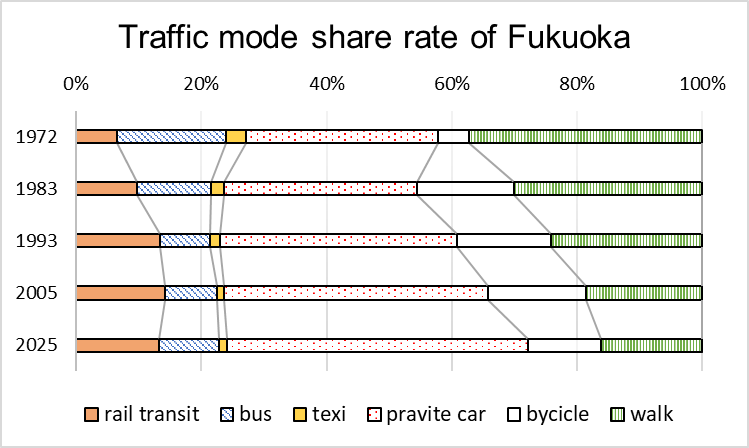 Traffic mode share rate of Fukuoka
0% 20% 40% 60% 80% 100%
1972
1983
1993
2005
2025
rail transit bus texi pravite car bycicle walk